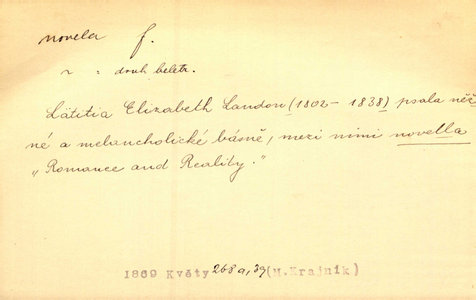 novela f.
" = druh beletr.
Lätitia Elizabeth Landon (1802 - 1838) psala něž
né a melancholické básně, mezi nimi novella
„Romance and Reality."
1869 Květy 268a,39 (M.Krajník)